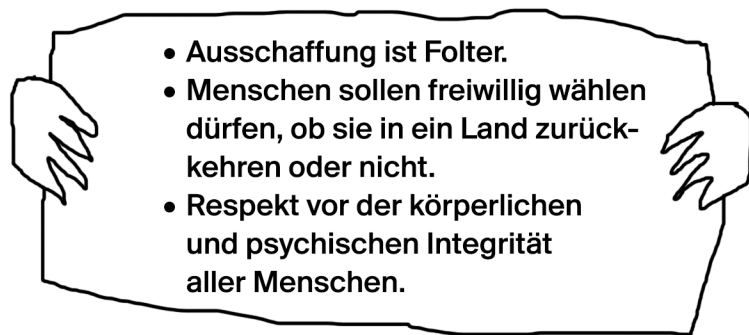 • Ausschaffung ist Folter.
• Menschen sollen freiwillig wählen
dürfen, ob sie in ein Land zurück-
kehren oder nicht.
• Respekt vor der körperlichen
und psychischen Integrität
aller Menschen.